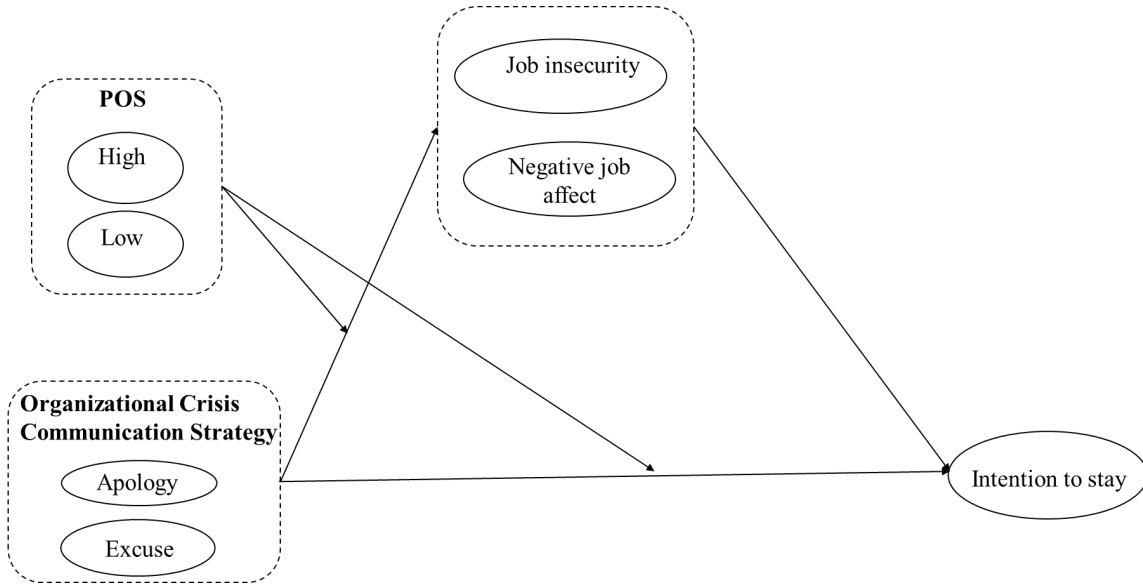 Job insecurity
Negative job
affect
POS
High
Low
Organizational Crisis
Communication Strategy
Apology
Excuse
Intention to stay